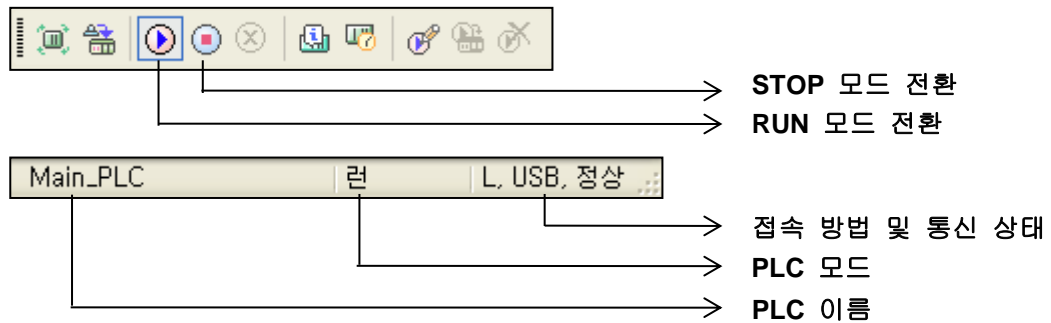 STOP 모드 전환
RUN 모드 전환
Main_PLC 런 L, USB, 정상
접속 방법 및 통신 상태
PLC 모드
PLC 이름